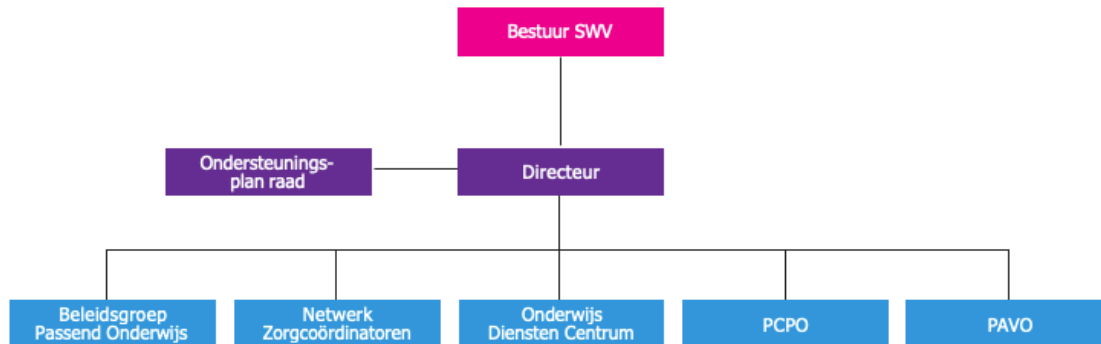 Bestuur SWV
Ondersteunings-
plan raad
Directeur
Beleidsgroep
Passend Onderwijs
Netwerk
Zorgcoördinatoren
Onderwijs
Diensten Centrum
PCPO
PAVO